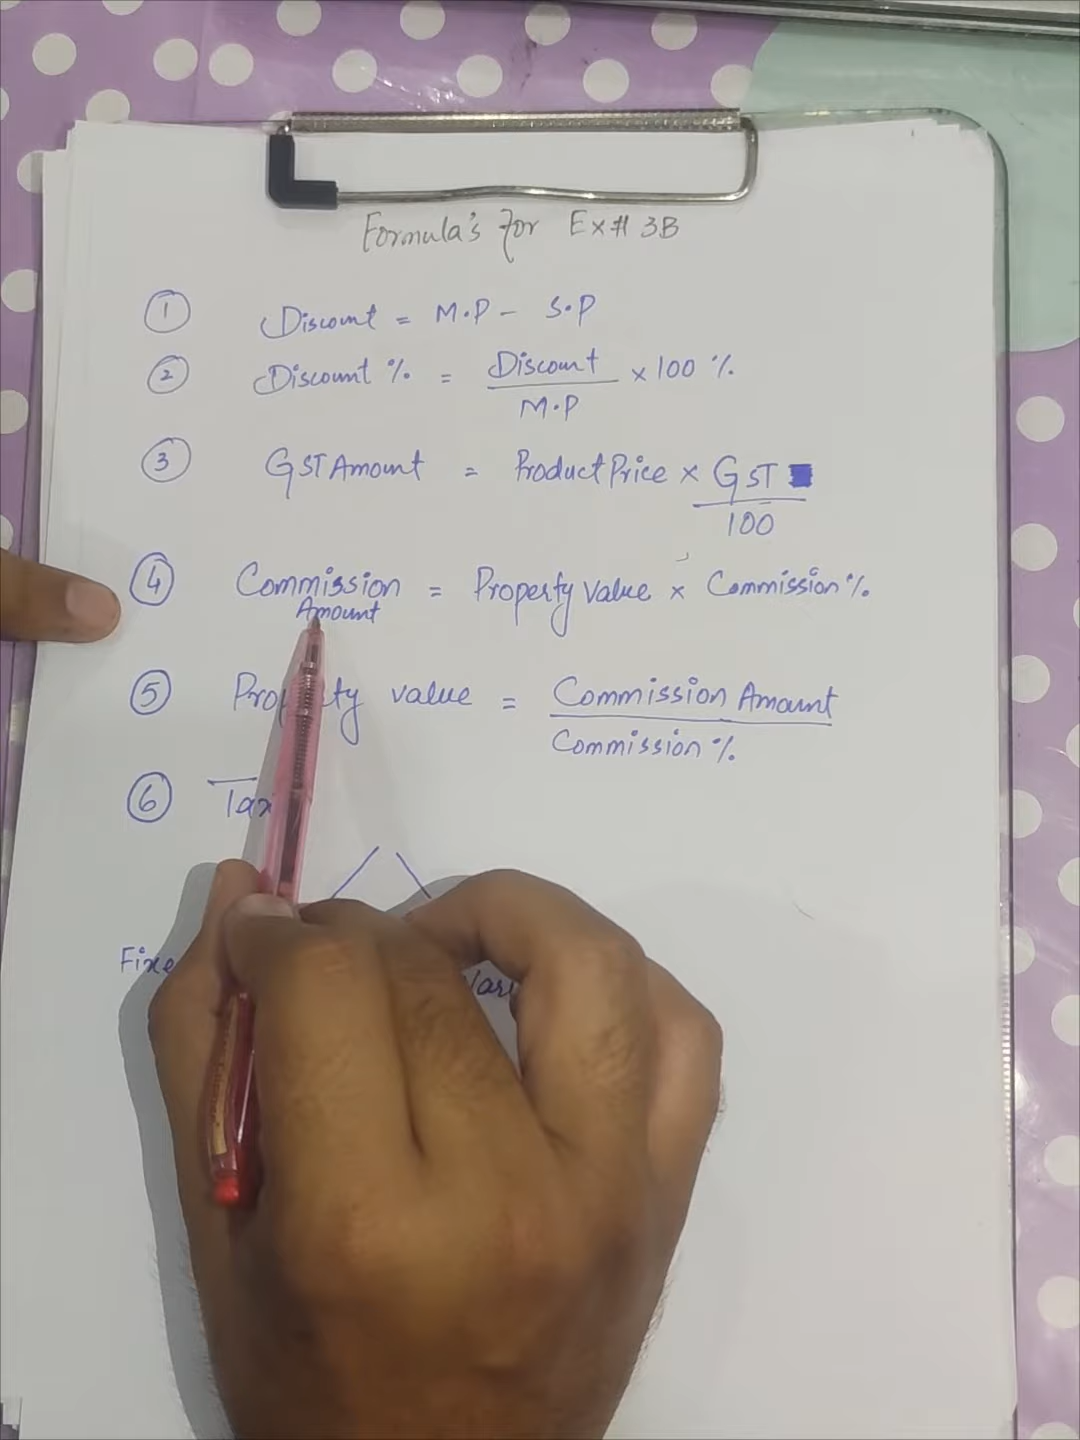 Formula's for Ex# 3B
① Discount = M.P - S.P
② Discount % = Discount / M.P × 100 %
③ GST Amount = Product Price × GST / 100
④ Commission Amount = Property value × Commission %
⑤ Property value = Commission Amount / Commission %
⑥ Tax